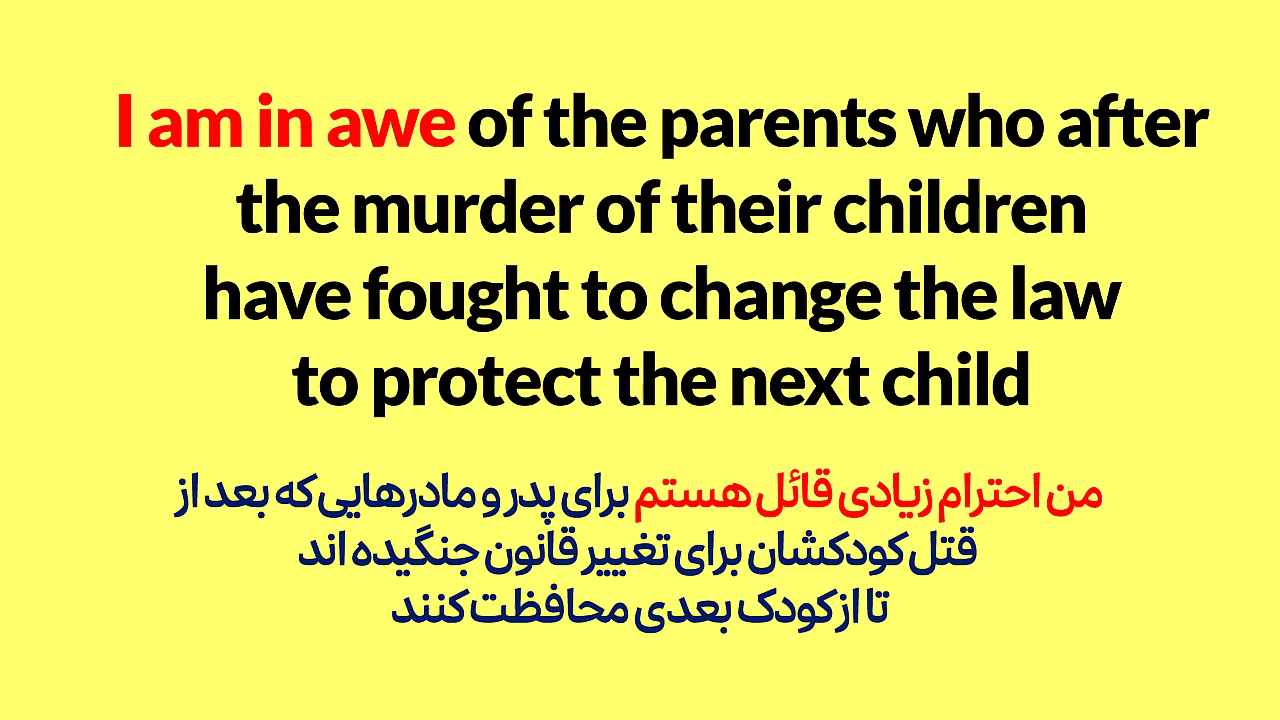 I am in awe of the parents who after
the murder of their children
have fought to change the law
to protect the next child
من احترام زیادی قائل هستم برای پدر و مادرهایی که بعد از
قتل کودکشان برای تغییر قانون جنگیده اند
تا از کودک بعدی محافظت کنند